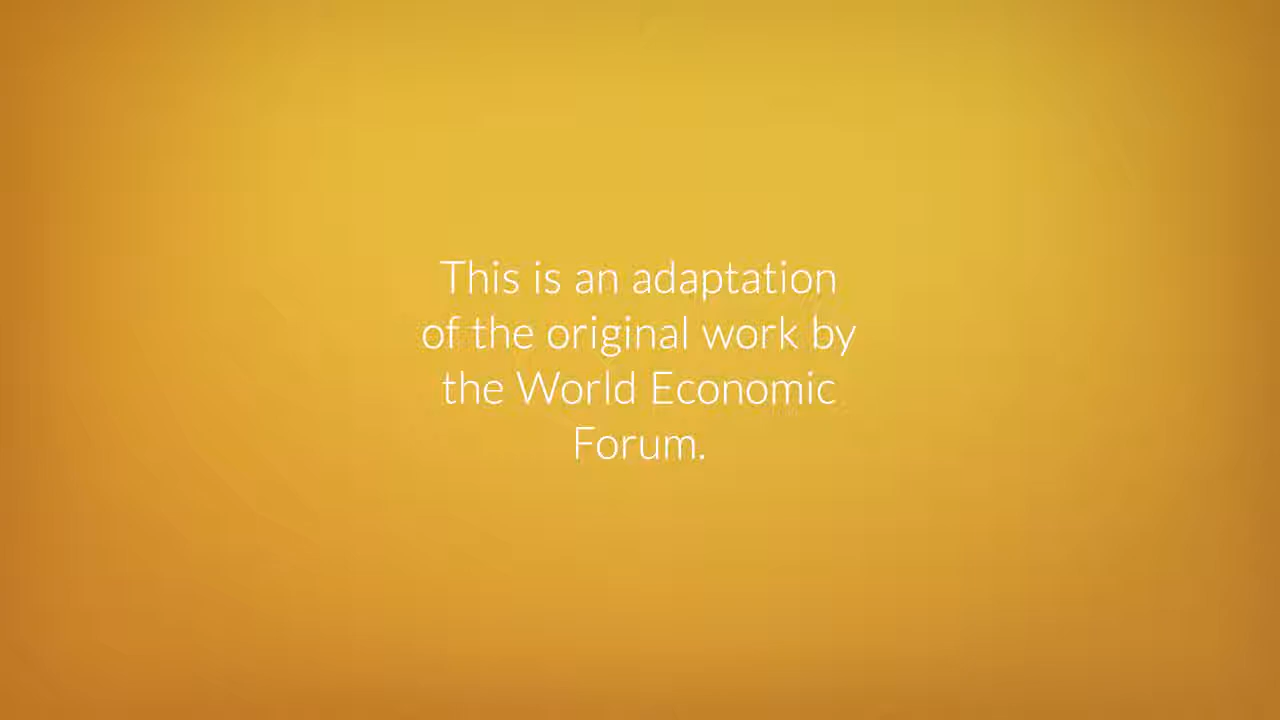 This is an adaptation
of the original work by
the World Economic
Forum.